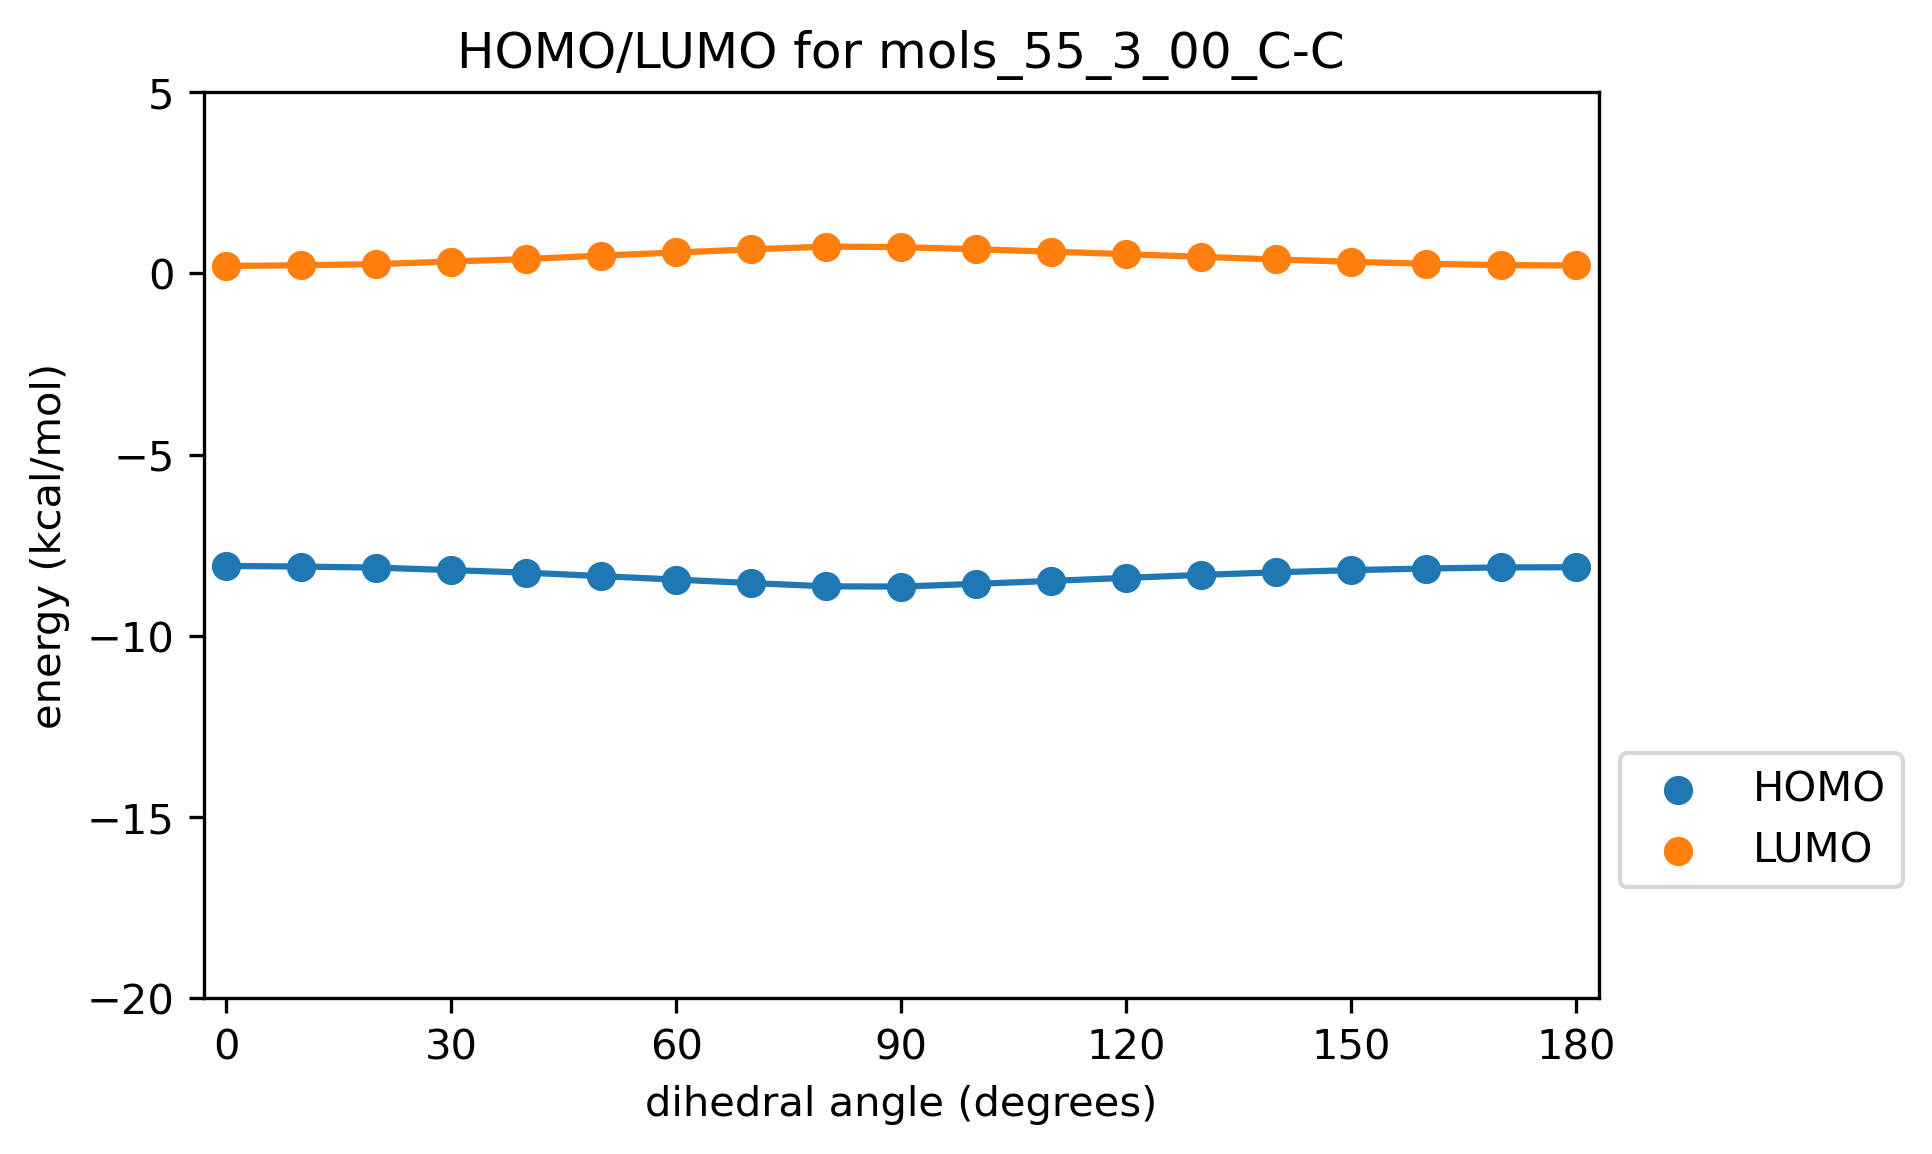 HOMO/LUMO for mols_55_3_00_C-C
5
0
−5
−10
−15
−20
energy (kcal/mol)
0 30 60 90 120 150 180
dihedral angle (degrees)
HOMO
LUMO